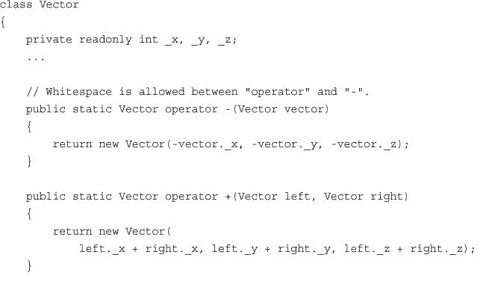 class Vector
{
    private readonly int _x, _y, _z;
    ...
    // Whitespace is allowed between "operator" and "-".
    public static Vector operator -(Vector vector)
    {
        return new Vector(-vector._x, -vector._y, -vector._z);
    }
    public static Vector operator +(Vector left, Vector right)
    {
        return new Vector(
            left._x + right._x, left._y + right._y, left._z + right._z);
    }